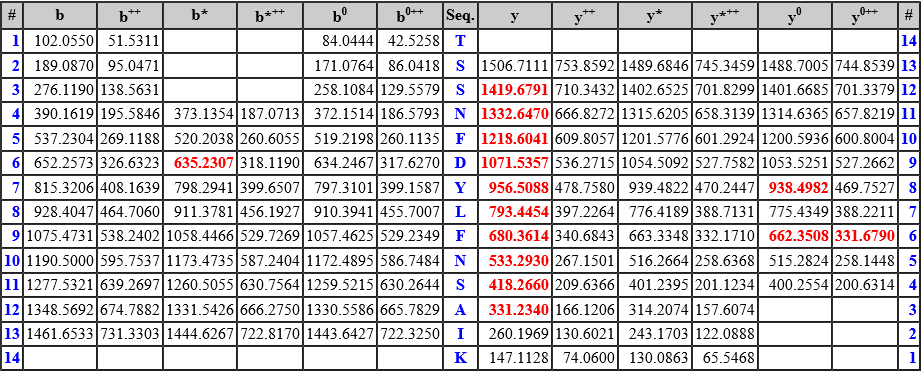 # b b++ b* b*++ b0 b0++ Seq. y y++ y* y*++ y0 y0++ #
1 102.0550 51.5311 84.0444 42.5258 T 14
2 189.0870 95.0471 171.0764 86.0418 S 1506.7111 753.8592 1489.6846 745.3459 1488.7005 744.8539 13
3 276.1190 138.5631 258.1084 129.5579 S 1419.6791 710.3432 1402.6525 701.8299 1401.6685 701.3379 12
4 390.1619 195.5846 373.1354 187.0713 372.1514 186.5793 N 1332.6470 666.8272 1315.6205 658.3139 1314.6365 657.8219 11
5 537.2304 269.1188 520.2038 260.6055 519.2198 260.1135 F 1218.6041 609.8057 1201.5776 601.2924 1200.5936 600.8004 10
6 652.2573 326.6323 635.2307 318.1190 634.2467 317.6270 D 1071.5357 536.2715 1054.5092 527.7582 1053.5251 527.2662 9
7 815.3206 408.1639 798.2941 399.6507 797.3101 399.1587 Y 956.5088 478.7580 939.4822 470.2447 938.4982 469.7527 8
8 928.4047 464.7060 911.3781 456.1927 910.3941 455.7007 L 793.4454 397.2264 776.4189 388.7131 775.4349 388.2211 7
9 1075.4731 538.2402 1058.4466 529.7269 1057.4625 529.2349 F 680.3614 340.6843 663.3348 332.1710 662.3508 331.6790 6
10 1190.5000 595.7537 1173.4735 587.2404 1172.4895 586.7484 N 533.2930 267.1501 516.2664 258.6368 515.2824 258.1448 5
11 1277.5321 639.2697 1260.5055 630.7564 1259.5215 630.2644 S 418.2660 209.6366 401.2395 201.1234 400.2554 200.6314 4
12 1348.5692 674.7882 1331.5426 666.2750 1330.5586 665.7829 A 331.2340 166.1206 314.2074 157.6074 3
13 1461.6533 731.3303 1444.6267 722.8170 1443.6427 722.3250 I 260.1969 130.6021 243.1703 122.0888 2
14 K 147.1128 74.0600 130.0863 65.5468 1